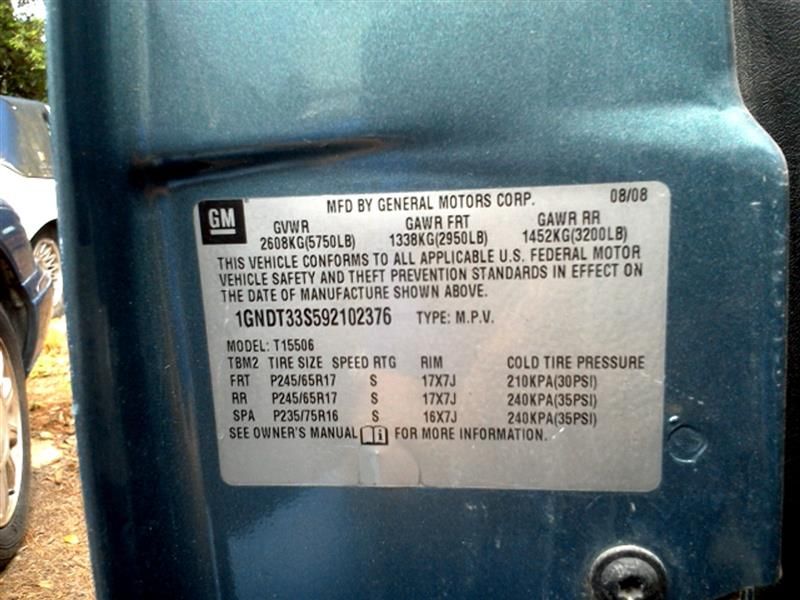 MFD BY GENERAL MOTORS CORP. 08/08
GM
GVWR GAWR FRT GAWR RR
2608KG(5750LB) 1338KG(2950LB) 1452KG(3200LB)
THIS VEHICLE CONFORMS TO ALL APPLICABLE U.S. FEDERAL MOTOR
VEHICLE SAFETY AND THEFT PREVENTION STANDARDS IN EFFECT ON
THE DATE OF MANUFACTURE SHOWN ABOVE.
1GNDT33S592102376 TYPE: M.P.V.
MODEL: T15506
TBM2 TIRE SIZE SPEED RTG RIM COLD TIRE PRESSURE
FRT P245/65R17 S 17X7J 210KPA(30PSI)
RR P245/65R17 S 17X7J 240KPA(35PSI)
SPA P235/75R16 S 16X7J 240KPA(35PSI)
SEE OWNER'S MANUAL i FOR MORE INFORMATION.